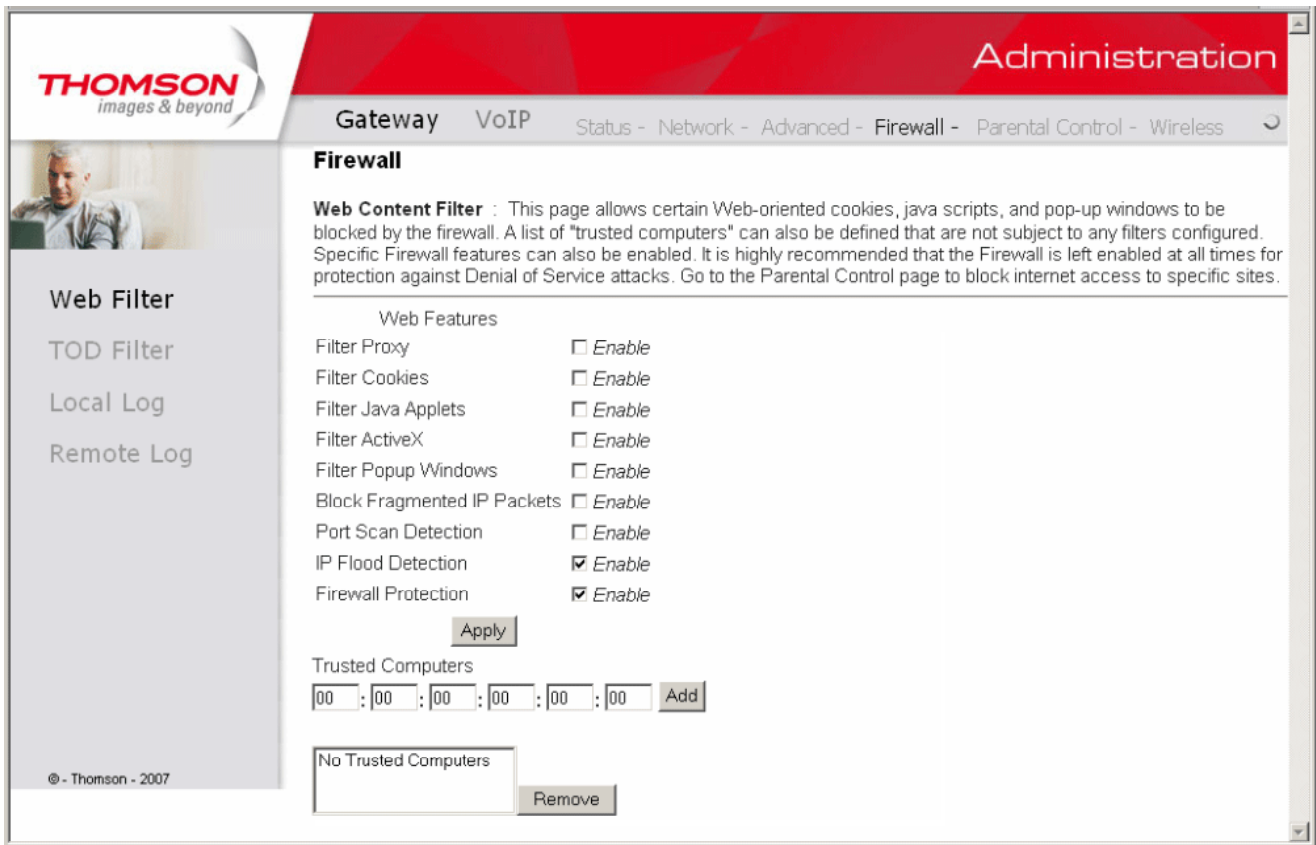 Administration
THOMSON
images & beyond
Gateway VoIP Status - Network - Advanced - Firewall - Parental Control - Wireless
Firewall
Web Content Filter : This page allows certain Web-oriented cookies, java scripts, and pop-up windows to be
blocked by the firewall. A list of "trusted computers" can also be defined that are not subject to any filters configured.
Specific Firewall features can also be enabled. It is highly recommended that the Firewall is left enabled at all times for
protection against Denial of Service attacks. Go to the Parental Control page to block internet access to specific sites.
Web Filter
TOD Filter
Local Log
Remote Log
Web Features
Filter Proxy Enable
Filter Cookies Enable
Filter Java Applets Enable
Filter ActiveX Enable
Filter Popup Windows Enable
Block Fragmented IP Packets Enable
Port Scan Detection Enable
IP Flood Detection Enable
Firewall Protection Enable
Apply
Trusted Computers
00 : 00 : 00 : 00 : 00 : 00 Add
No Trusted Computers
Remove
© - Thomson - 2007